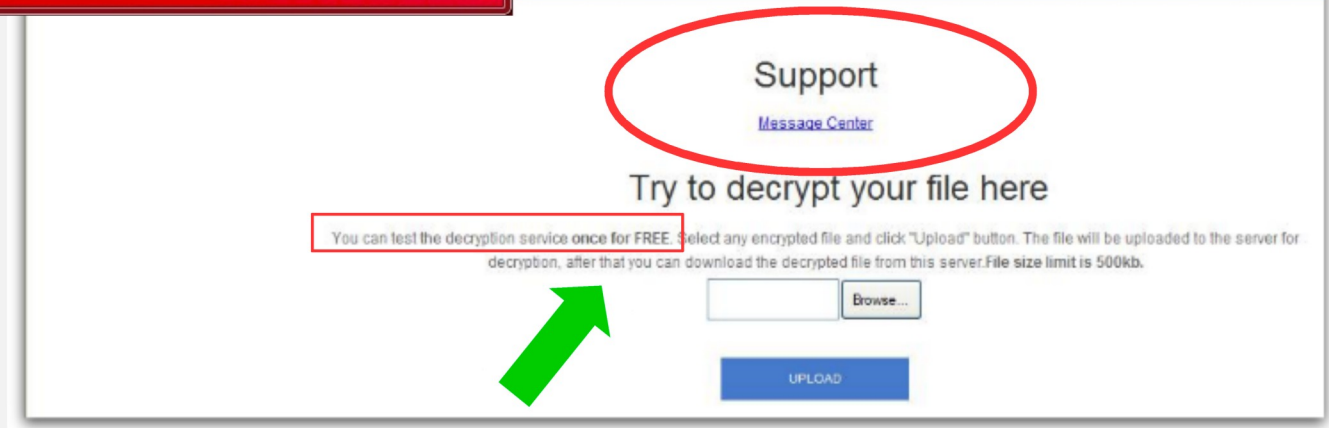 Support
Message Center
Try to decrypt your file here
You can test the decryption service once for FREE. Select any encrypted file and click "Upload" button. The file will be uploaded to the server for
decryption, after that you can download the decrypted file from this server.File size limit is 500kb.
Browse...
UPLOAD